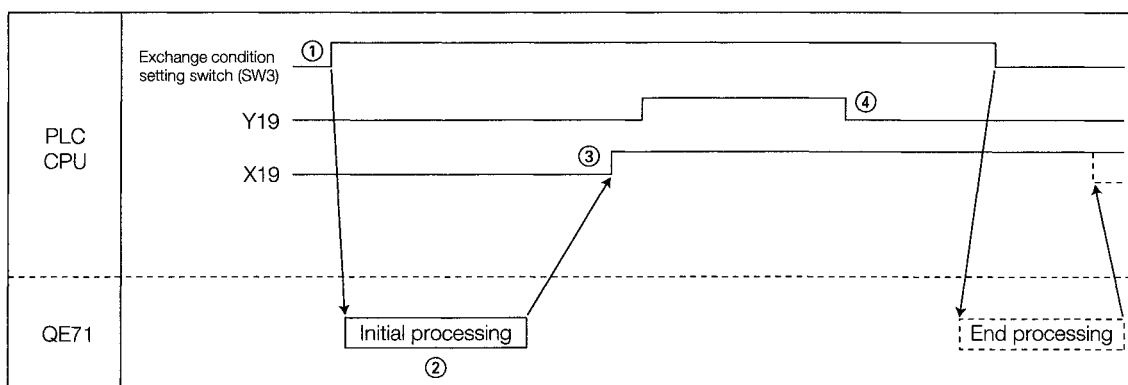 PLC
CPU
Exchange condition
setting switch (SW3)
①
Y19
④
X19
③
QE71
Initial processing
②
End processing